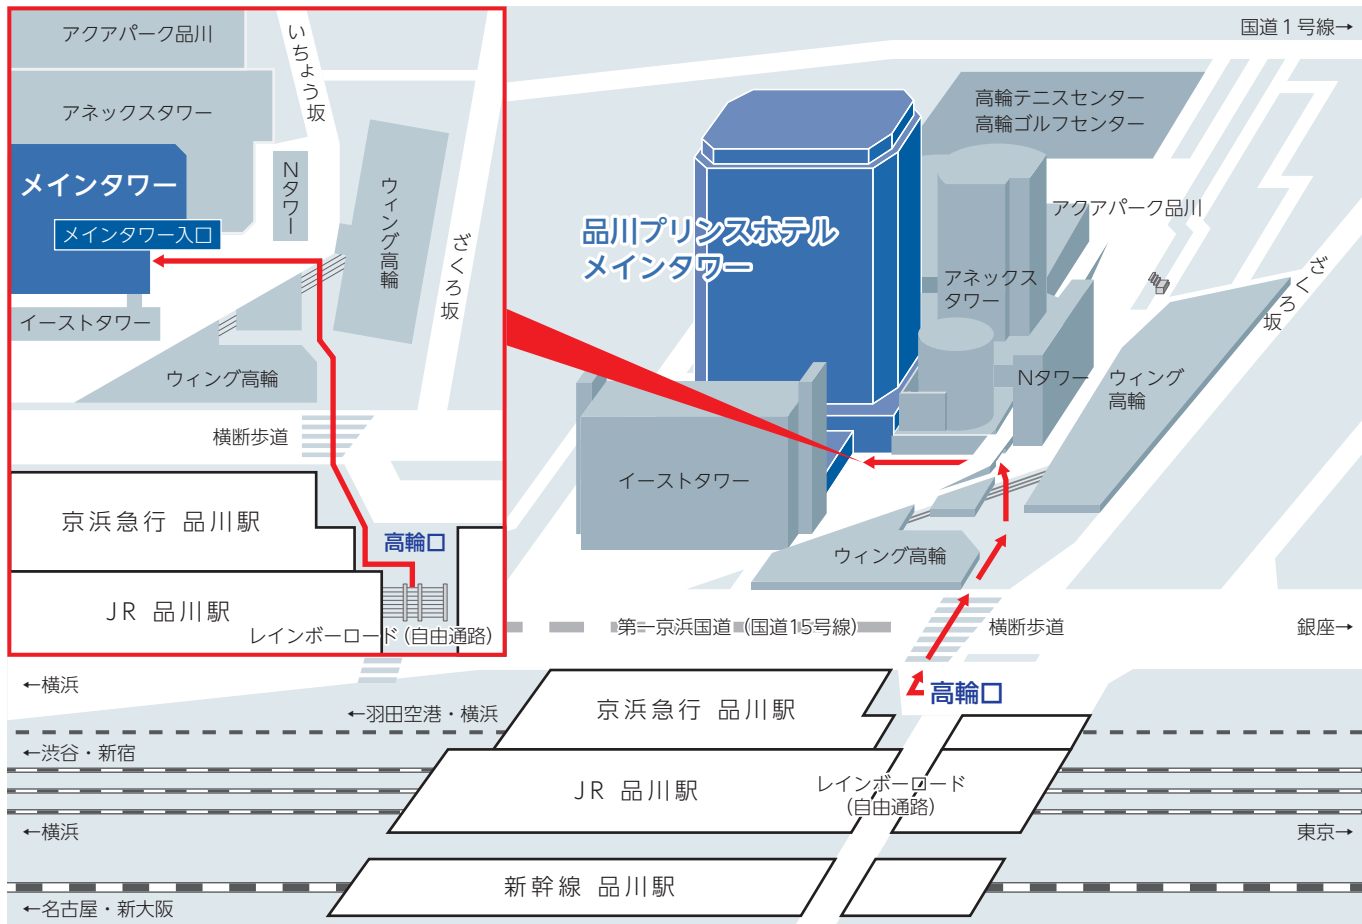 アクアパーク品川
いちょう坂
アネックスタワー
メインタワー
Nタワー
ウィング高輪
メインタワー入口
ざくろ坂
イーストタワー
ウィング高輪
横断歩道
京浜急行 品川駅
高輪口
JR 品川駅
レインボーロード(自由通路)
国道1号線→
高輪テニスセンター
高輪ゴルフセンター
アクアパーク品川
品川プリンスホテル
メインタワー
アネックス
タワー
ざくろ坂
Nタワー
ウィング
高輪
イーストタワー
ウィング高輪
第一京浜国道(国道15号線)
横断歩道
銀座→
←横浜
高輪口
←羽田空港・横浜
京浜急行 品川駅
←渋谷・新宿
JR 品川駅
レインボーロード
(自由通路)
←横浜
東京→
新幹線 品川駅
←名古屋・新大阪